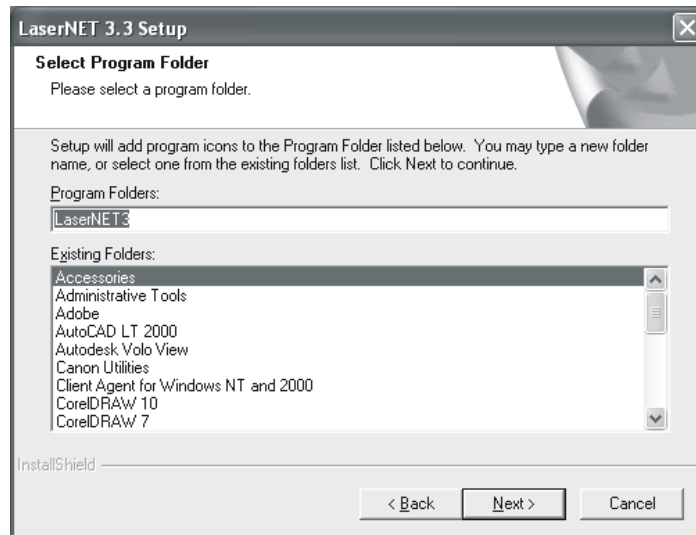 LaserNET 3.3 Setup
Select Program Folder
Please select a program folder.
Setup will add program icons to the Program Folder listed below. You may type a new folder
name, or select one from the existing folders list. Click Next to continue.
Program Folders:
LaserNET3
Existing Folders:
Accessories
Administrative Tools
Adobe
AutoCAD LT 2000
Autodesk Volo View
Canon Utilities
Client Agent for Windows NT and 2000
CorelDRAW 10
CorelDRAW 7
InstallShield
< Back Next > Cancel